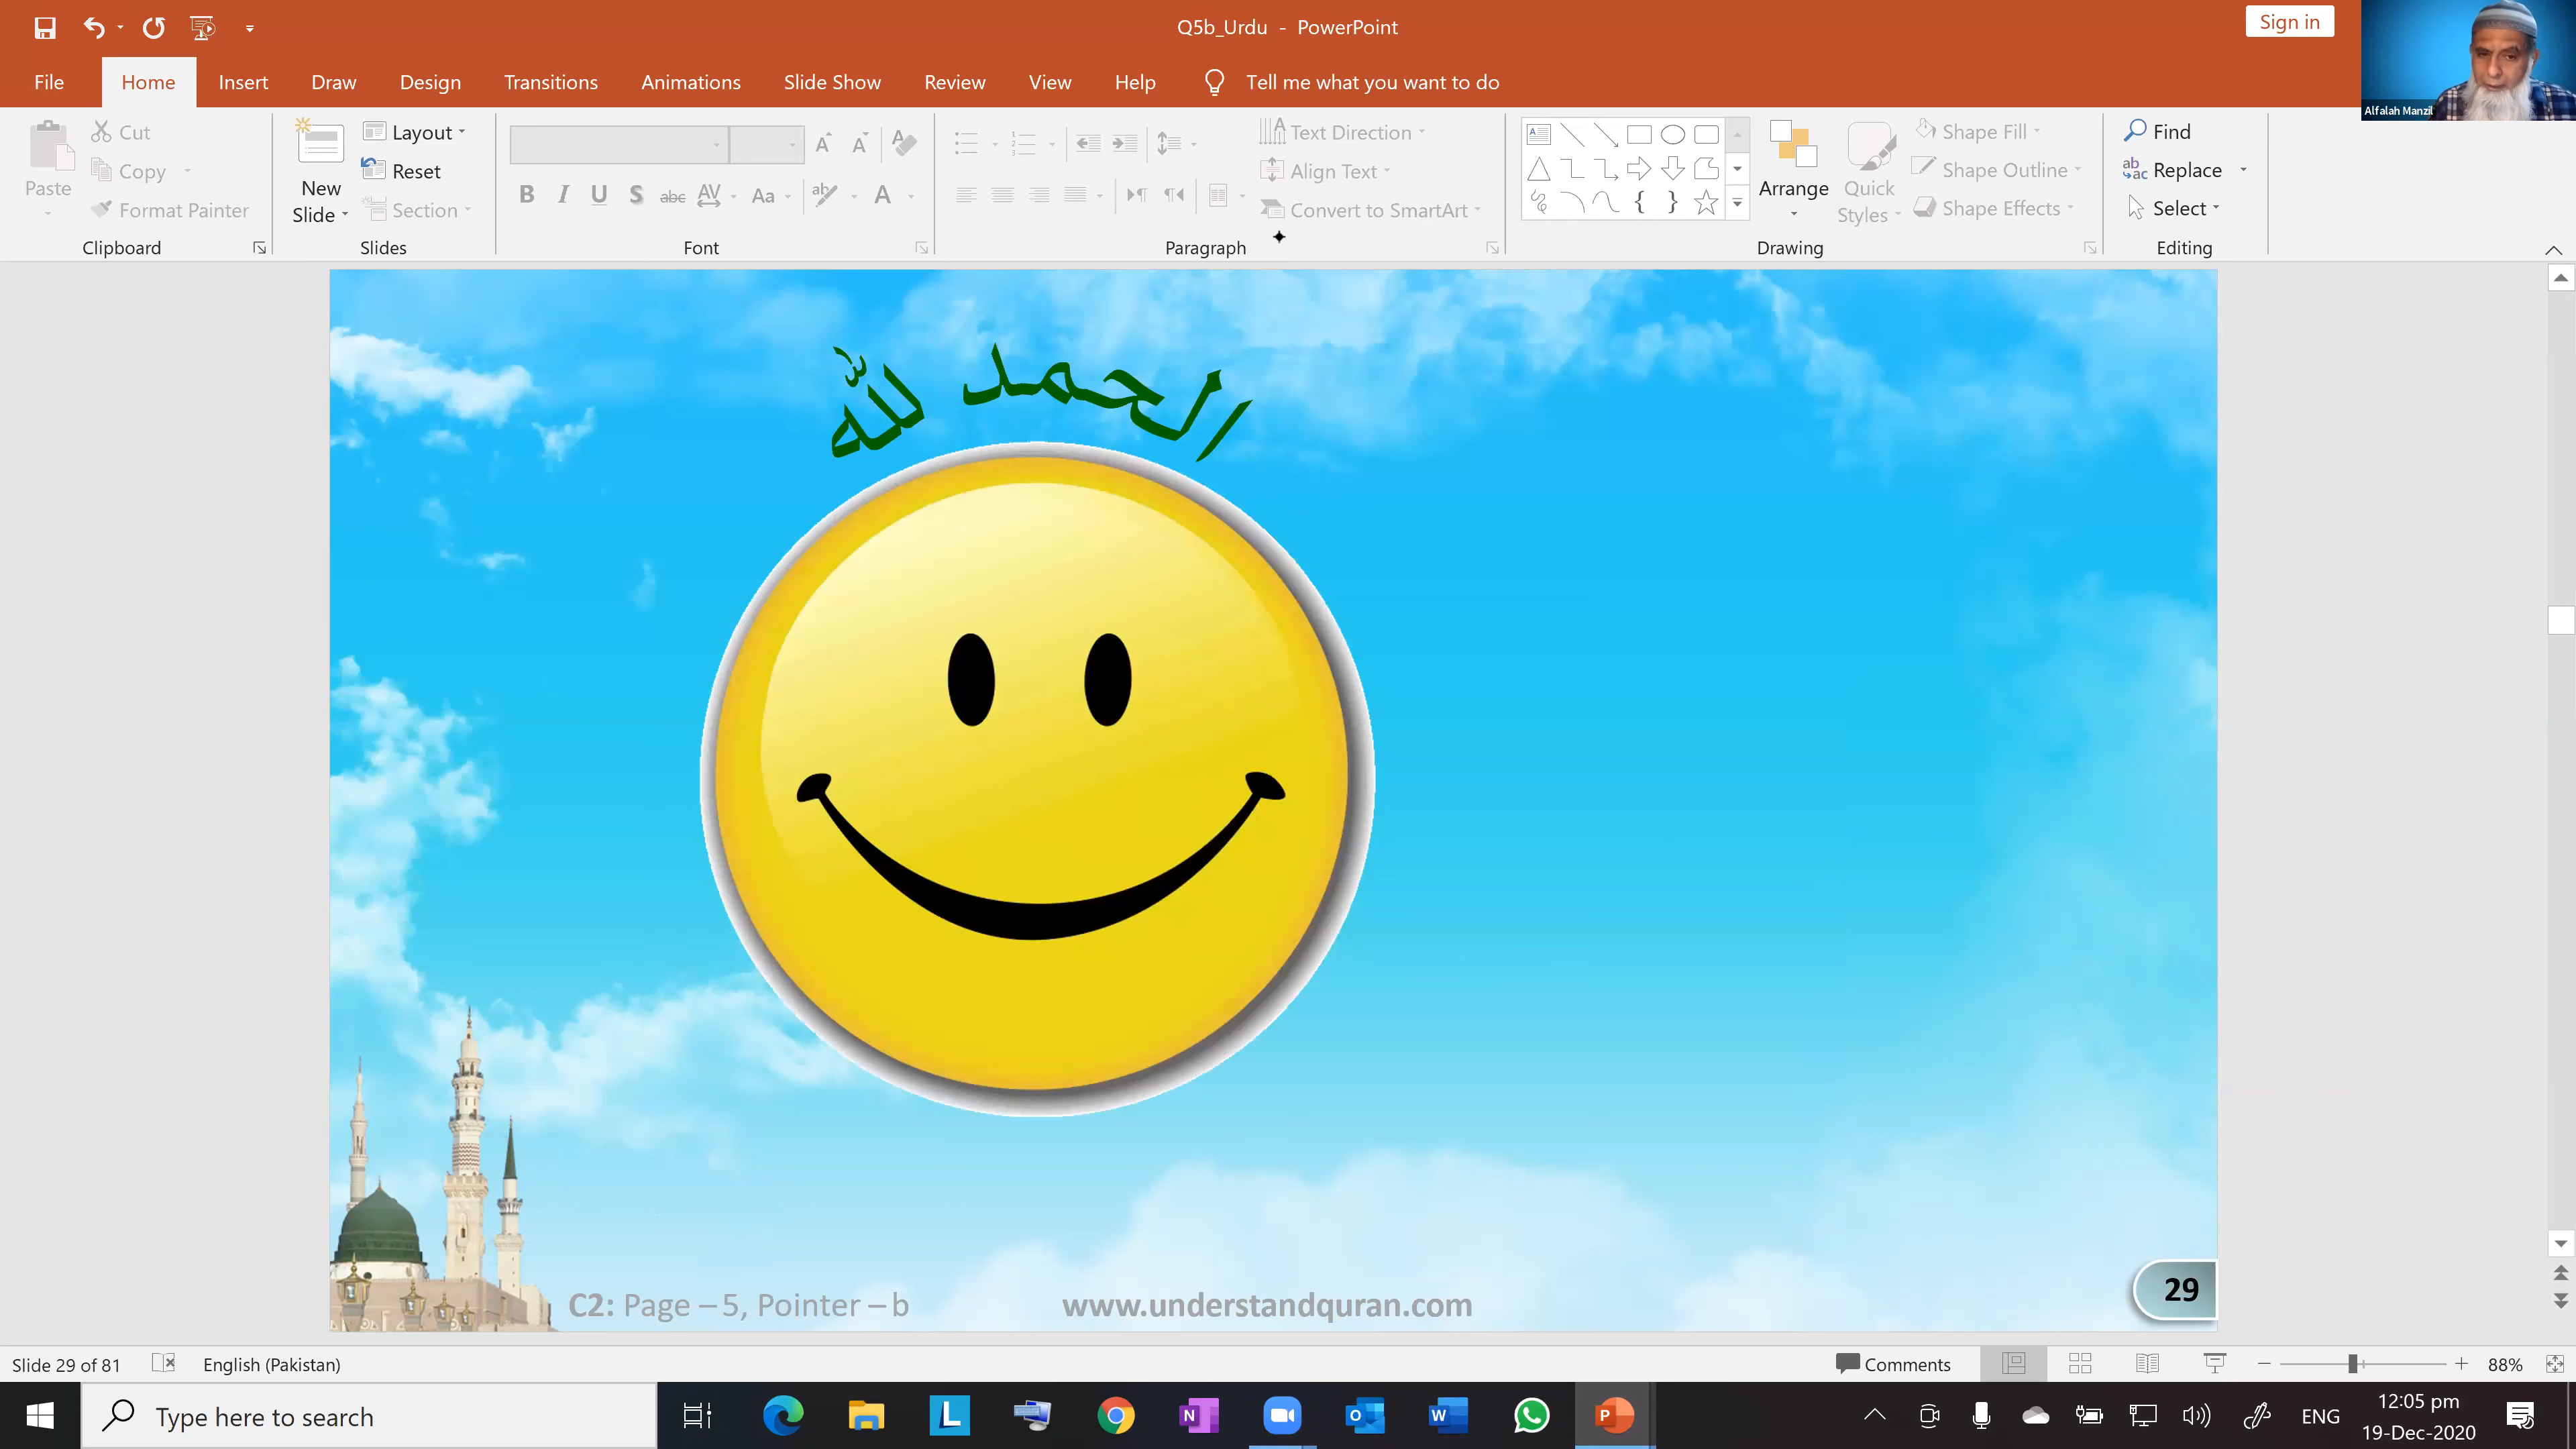 Q5b_Urdu - PowerPoint
Sign in
File Home Insert Draw Design Transitions Animations Slide Show Review View Help Tell me what you want to do
Alfalah Manzil
Paste
Cut
Copy
Format Painter
Clipboard
New Slide
Layout
Reset
Section
Slides
Font
Text Direction
Align Text
Convert to SmartArt
Paragraph
Arrange
Quick Styles
Shape Fill
Shape Outline
Shape Effects
Drawing
Find
Replace
Select
Editing
الحمد للّٰه
C2: Page – 5, Pointer – b
www.understandquran.com
29
Slide 29 of 81
English (Pakistan)
Comments
88%
Type here to search
ENG
12:05 pm
19-Dec-2020